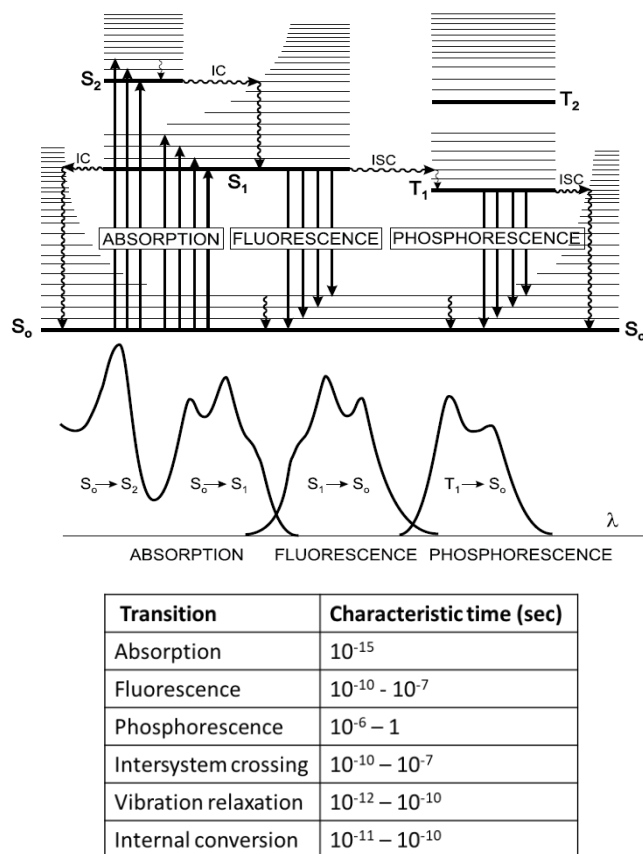 IC
S₂
T₂
IC
S₁
ISC
T₁
ISC
ABSORPTION
FLUORESCENCE
PHOSPHORESCENCE
Sₒ
Sₒ
Sₒ→S₂
Sₒ→S₁
S₁→Sₒ
T₁→Sₒ
λ
ABSORPTION
FLUORESCENCE
PHOSPHORESCENCE
Transition Characteristic time (sec)
Absorption 10⁻¹⁵
Fluorescence 10⁻¹⁰ - 10⁻⁷
Phosphorescence 10⁻⁶ – 1
Intersystem crossing 10⁻¹⁰ – 10⁻⁷
Vibration relaxation 10⁻¹² – 10⁻¹⁰
Internal conversion 10⁻¹¹ – 10⁻¹⁰